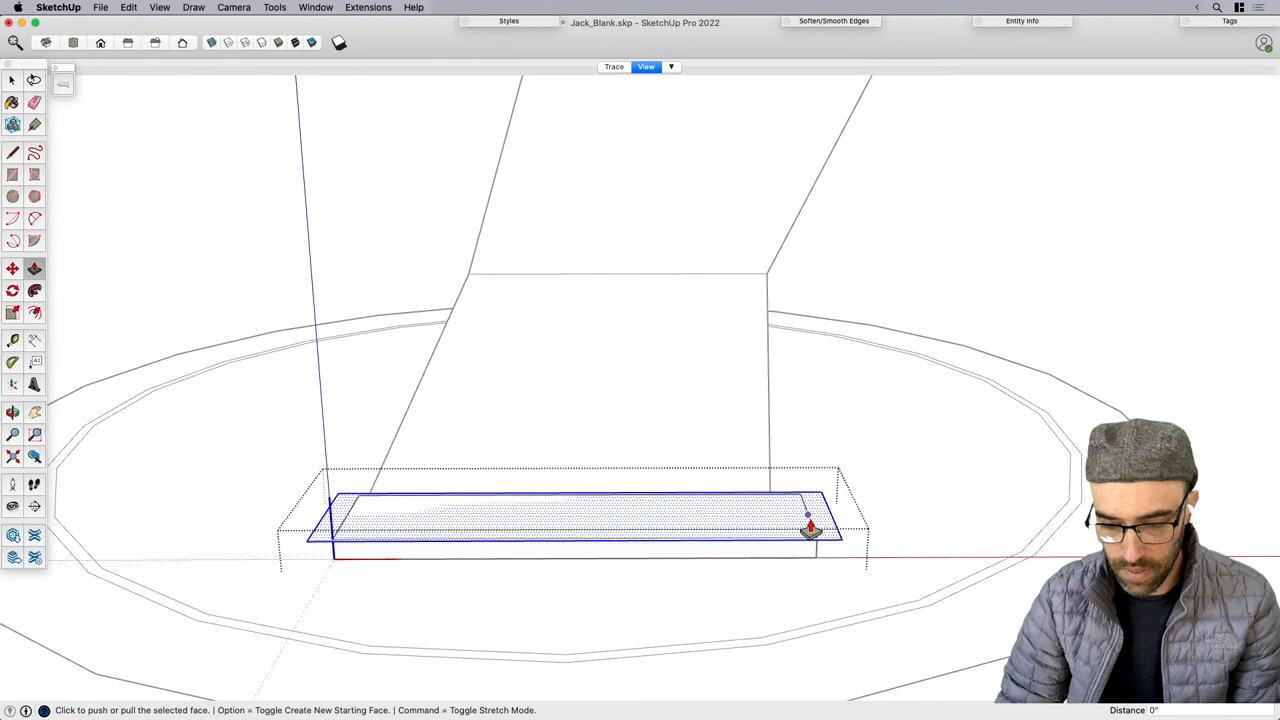 SketchUp File Edit View Camera Draw Tools Window Extensions Help
Styles
Jack_Blank.skp - SketchUp Pro 2022
Soften/Smooth Edges
Entity Info
Tags
Trace View
Click to push or pull the selected face. | Option = Toggle Create New Starting Face. | Command = Toggle Stretch Mode.
Distance 0"